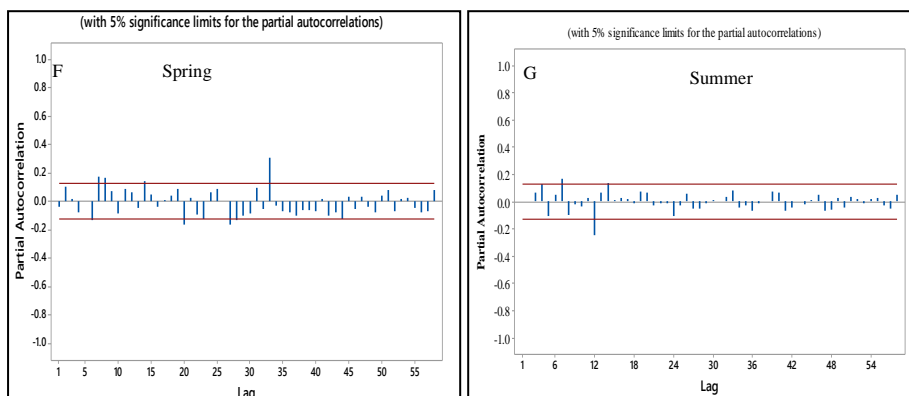 (with 5% significance limits for the partial autocorrelations)
F
Spring
1.0
0.8
0.6
0.4
0.2
0.0
-0.2
-0.4
-0.6
-0.8
-1.0
Partial Autocorrelation
1 5 10 15 20 25 30 35 40 45 50 55
Lag
(with 5% significance limits for the partial autocorrelations)
G
Summer
1.0
0.8
0.6
0.4
0.2
0.0
-0.2
-0.4
-0.6
-0.8
-1.0
Partial Autocorrelation
1 6 12 18 24 30 36 42 48 54
Lag